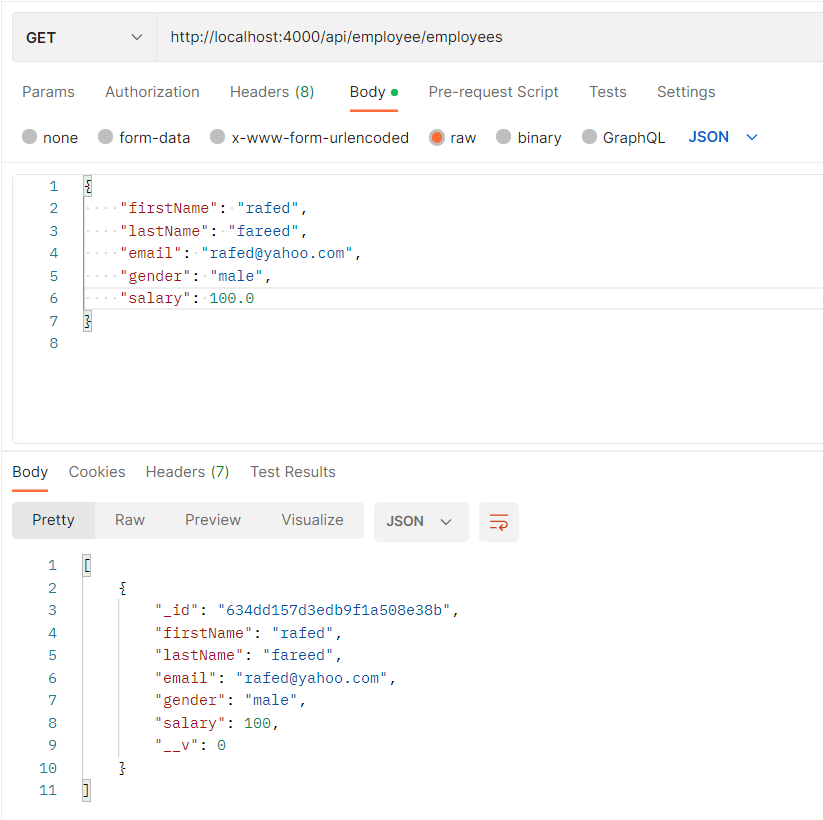 GET http://localhost:4000/api/employee/employees
Params Authorization Headers (8) Body Pre-request Script Tests Settings
none form-data x-www-form-urlencoded raw binary GraphQL JSON
1 {
2 "firstName": "rafed",
3 "lastName": "fareed",
4 "email": "rafed@yahoo.com",
5 "gender": "male",
6 "salary": 100.0
7 }
8
Body Cookies Headers (7) Test Results
Pretty Raw Preview Visualize JSON
1 [
2 {
3 "_id": "634dd157d3edb9f1a508e38b",
4 "firstName": "rafed",
5 "lastName": "fareed",
6 "email": "rafed@yahoo.com",
7 "gender": "male",
8 "salary": 100,
9 "__v": 0
10 }
11 ]